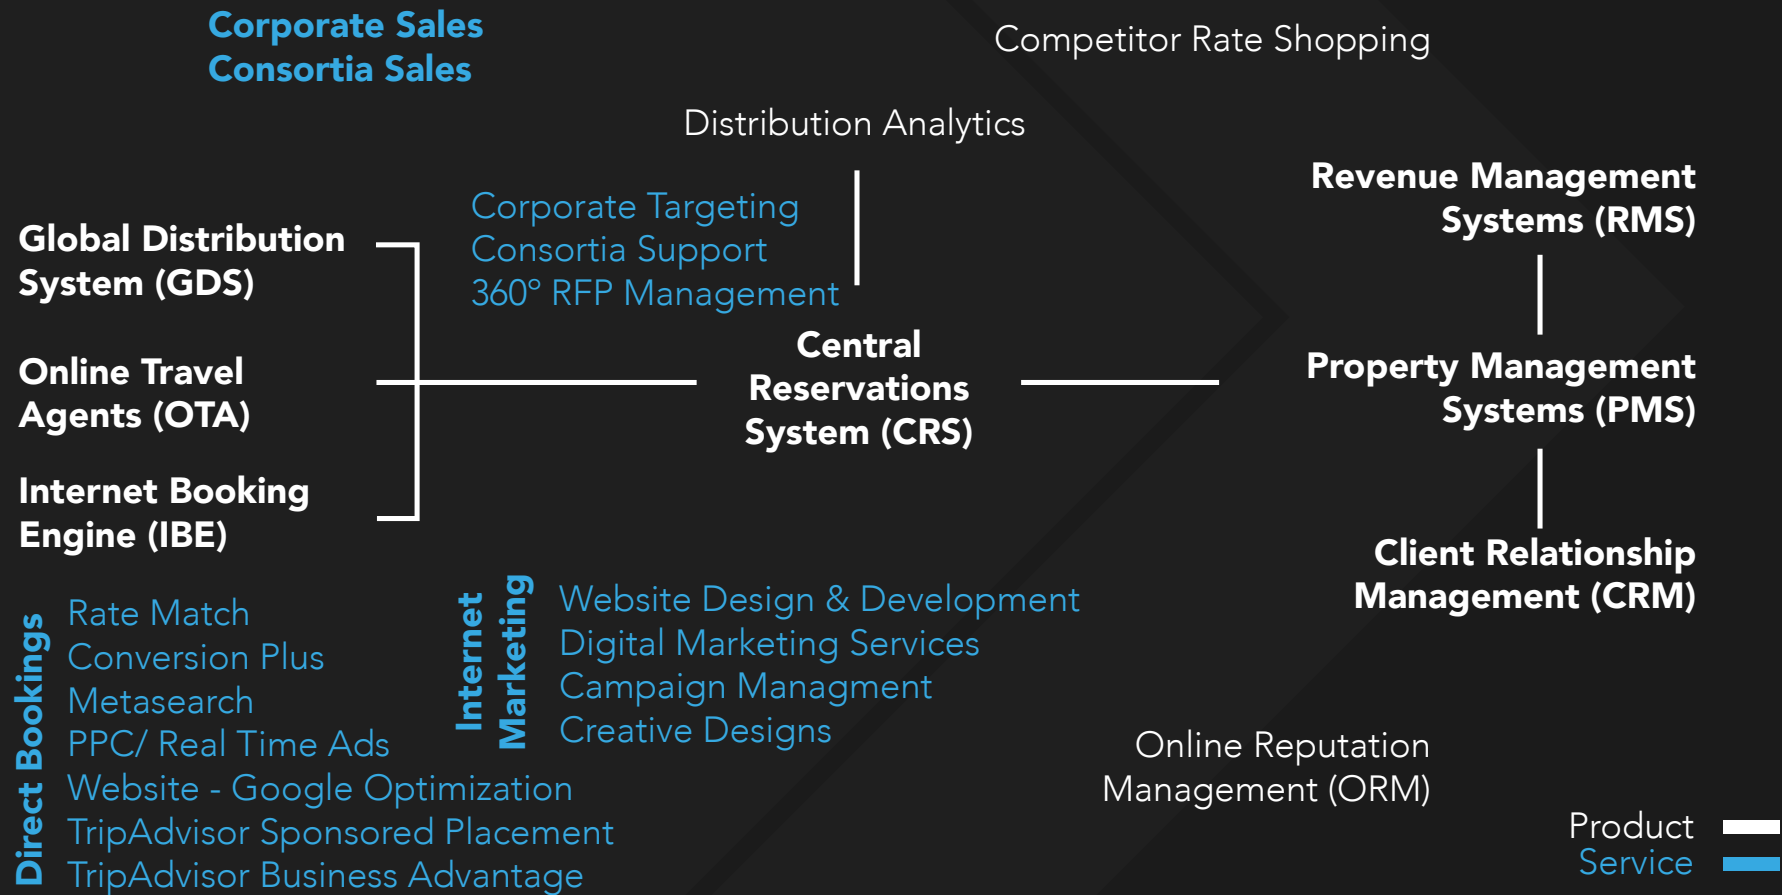 Corporate Sales
Consortia Sales
Competitor Rate Shopping
Distribution Analytics
Corporate Targeting
Consortia Support
360º RFP Management
Global Distribution
System (GDS)
Online Travel
Agents (OTA)
Internet Booking
Engine (IBE)
Central
Reservations
System (CRS)
Revenue Management
Systems (RMS)
Property Management
Systems (PMS)
Client Relationship
Management (CRM)
Direct Bookings
Rate Match
Conversion Plus
Metasearch
PPC/ Real Time Ads
Website - Google Optimization
TripAdvisor Sponsored Placement
TripAdvisor Business Advantage
Internet
Marketing
Website Design & Development
Digital Marketing Services
Campaign Managment
Creative Designs
Online Reputation
Management (ORM)
Product
Service